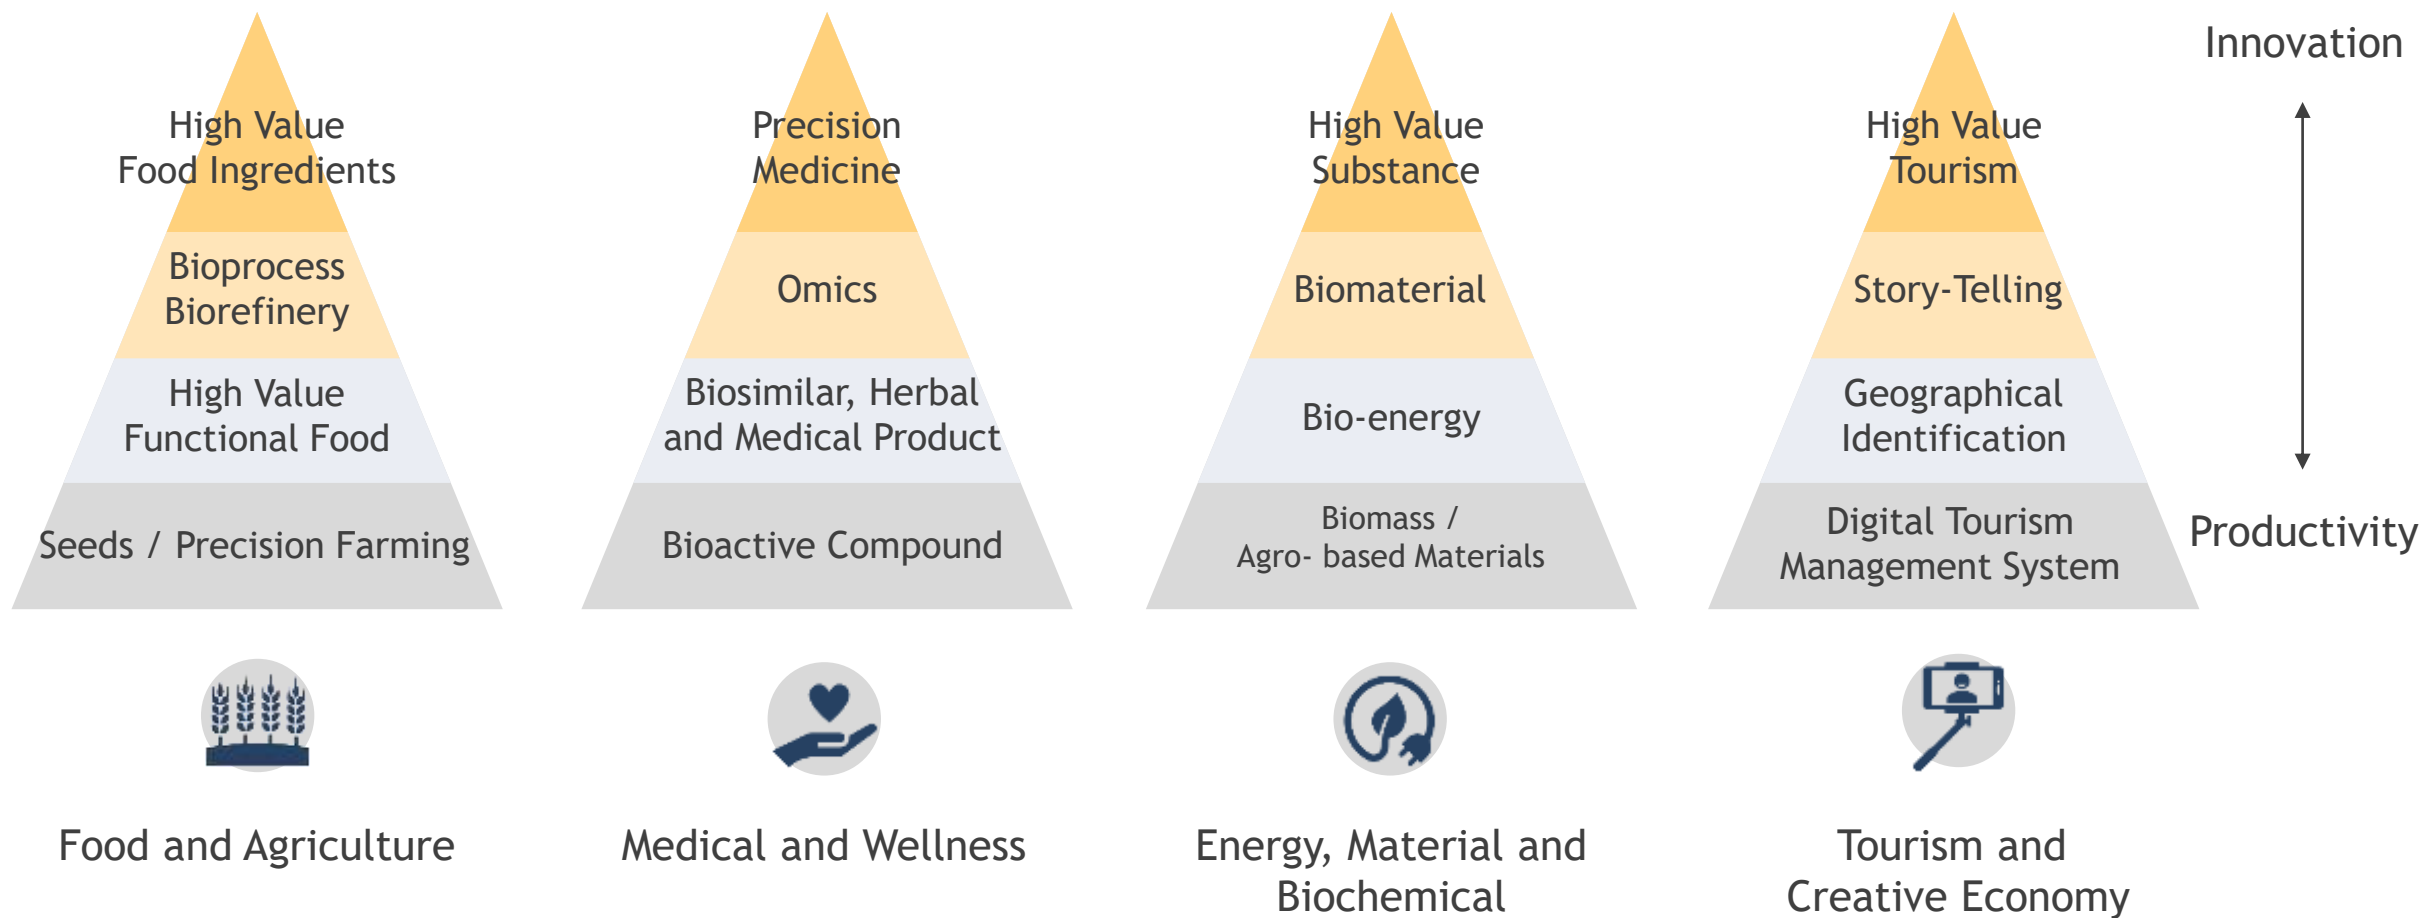 High Value
Food Ingredients
Bioprocess
Biorefinery
High Value
Functional Food
Seeds / Precision Farming
Food and Agriculture
Precision
Medicine
Omics
Biosimilar, Herbal
and Medical Product
Bioactive Compound
Medical and Wellness
High Value
Substance
Biomaterial
Bio-energy
Biomass /
Agro- based Materials
Energy, Material and
Biochemical
High Value
Tourism
Story-Telling
Geographical
Identification
Digital Tourism
Management System
Tourism and
Creative Economy
Innovation
Productivity